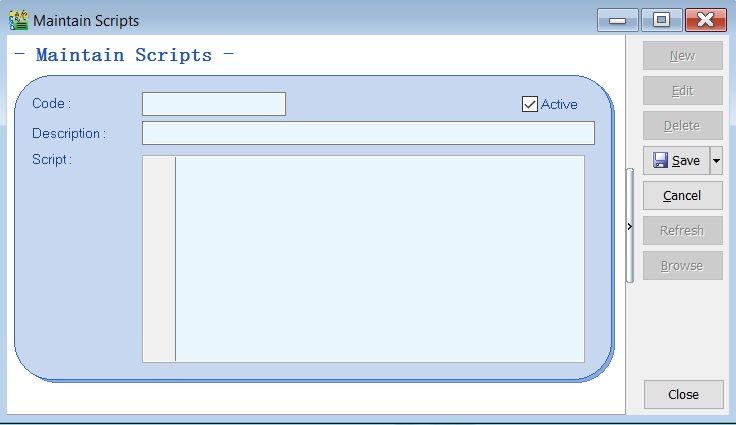 Maintain Scripts
- Maintain Scripts -
Code :
Active
Description :
Script :
New
Edit
Delete
Save
Cancel
Refresh
Browse
Close